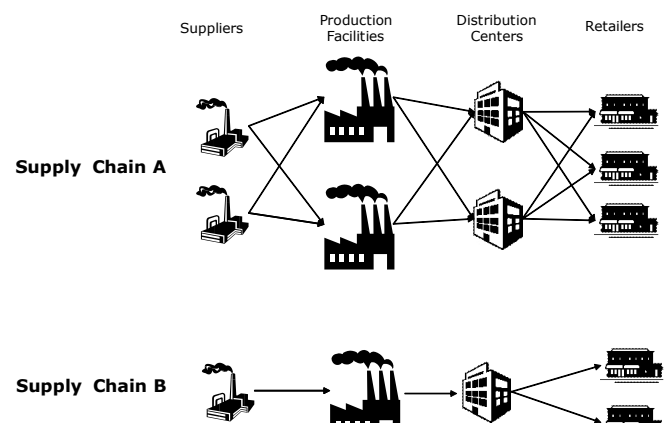 Suppliers
Production
Facilities
Distribution
Centers
Retailers
Supply Chain A
Supply Chain B